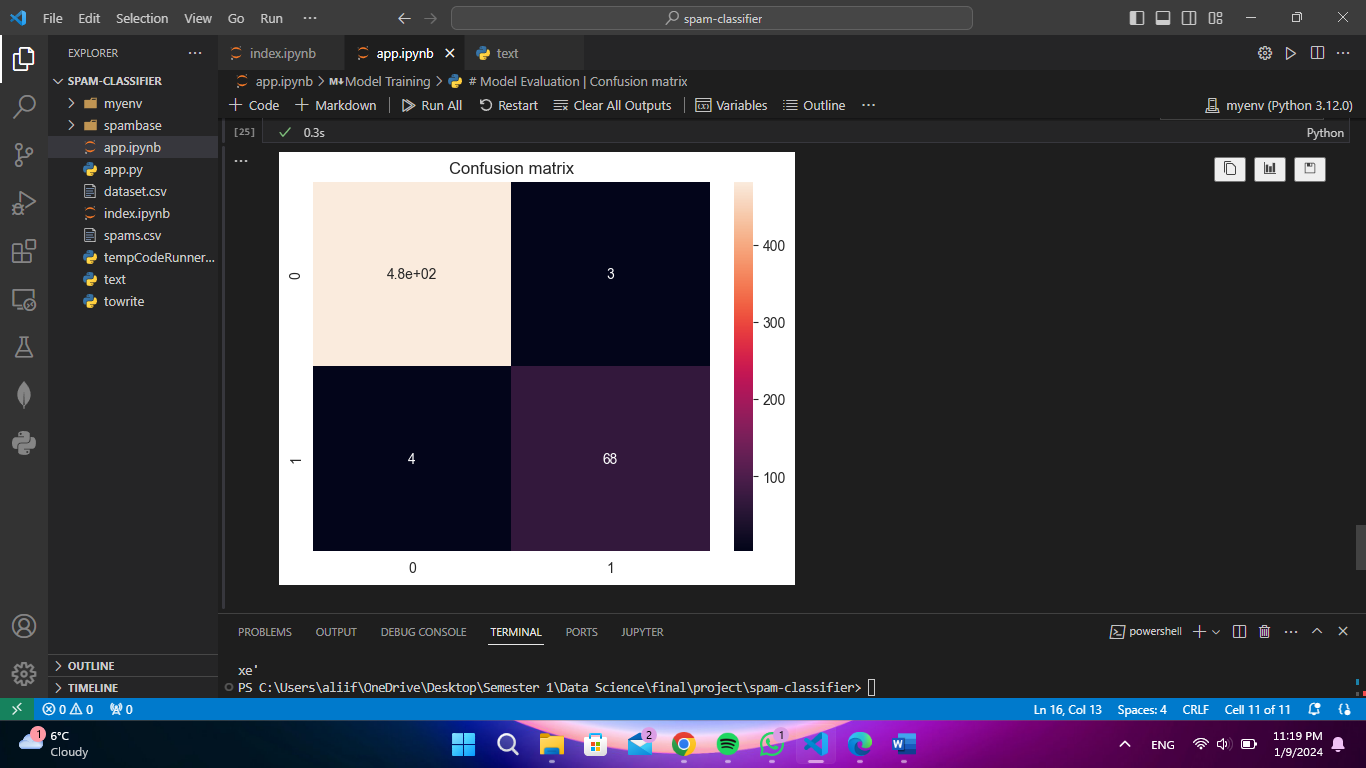 File Edit Selection View Go Run ···
spam-classifier
EXPLORER ···
SPAM-CLASSIFIER
myenv
spambase
app.ipynb
app.py
dataset.csv
index.ipynb
spams.csv
tempCodeRunner...
text
towrite
OUTLINE
TIMELINE
index.ipynb app.ipynb text
app.ipynb > M↓Model Training > # Model Evaluation | Confusion matrix
+ Code + Markdown Run All Restart Clear All Outputs Variables Outline ··· myenv (Python 3.12.0)
[25] 0.3s Python
Confusion matrix
0 4.8e+02 3
1 4 68
0 1
400
300
200
100
PROBLEMS OUTPUT DEBUG CONSOLE TERMINAL PORTS JUPYTER powershell
xe'
PS C:\Users\aliif\OneDrive\Desktop\Semester 1\Data Science\final\project\spam-classifier>
0 0 0 Ln 16, Col 13 Spaces: 4 CRLF Cell 11 of 11
1 6°C
Cloudy
2
1
ENG
11:19 PM
1/9/2024